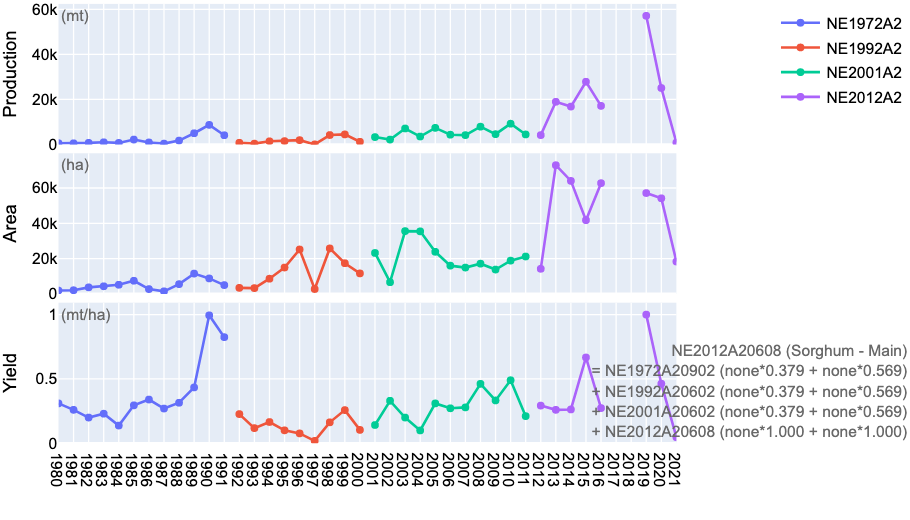 60k
(mt)
40k
20k
0
Production
NE1972A2
NE1992A2
NE2001A2
NE2012A2
(ha)
60k
40k
20k
0
Area
1
(mt/ha)
0.5
0
Yield
NE2012A20608 (Sorghum - Main)
= NE1972A20902 (none*0.379 + none*0.569)
+ NE1992A20602 (none*0.379 + none*0.569)
+ NE2001A20602 (none*0.379 + none*0.569)
+ NE2012A20608 (none*1.000 + none*1.000)
1980
1981
1982
1983
1984
1985
1986
1987
1988
1989
1990
1991
1992
1993
1994
1995
1996
1997
1998
1999
2000
2001
2002
2003
2004
2005
2006
2007
2008
2009
2010
2011
2012
2013
2014
2015
2016
2017
2018
2019
2020
2021